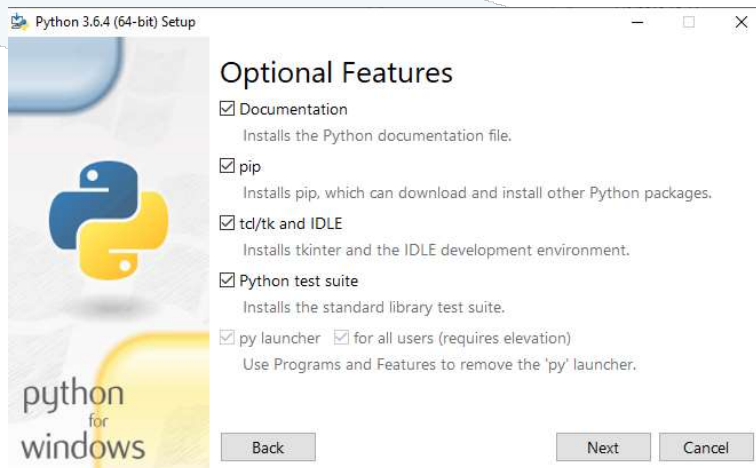 Python 3.6.4 (64-bit) Setup
Optional Features
Documentation
Installs the Python documentation file.
pip
Installs pip, which can download and install other Python packages.
tcl/tk and IDLE
Installs tkinter and the IDLE development environment.
Python test suite
Installs the standard library test suite.
py launcher for all users (requires elevation)
Use Programs and Features to remove the 'py' launcher.
python
for
windows
Back Next Cancel